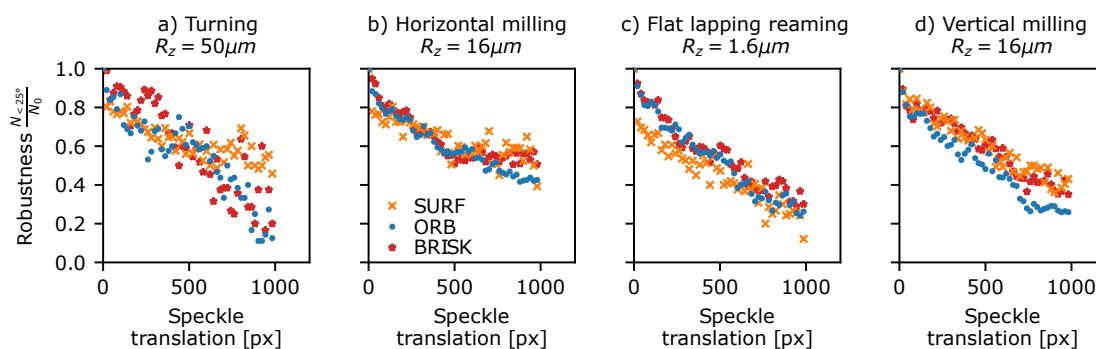 a) Turning
R_z = 50μm
b) Horizontal milling
R_z = 16μm
c) Flat lapping reaming
R_z = 1.6μm
d) Vertical milling
R_z = 16μm
Robustness N_{<25°}/N_0
1.0
0.8
0.6
0.4
0.2
0.0
SURF
ORB
BRISK
0 500 1000
0 500 1000
0 500 1000
0 500 1000
Speckle
translation [px]
Speckle
translation [px]
Speckle
translation [px]
Speckle
translation [px]